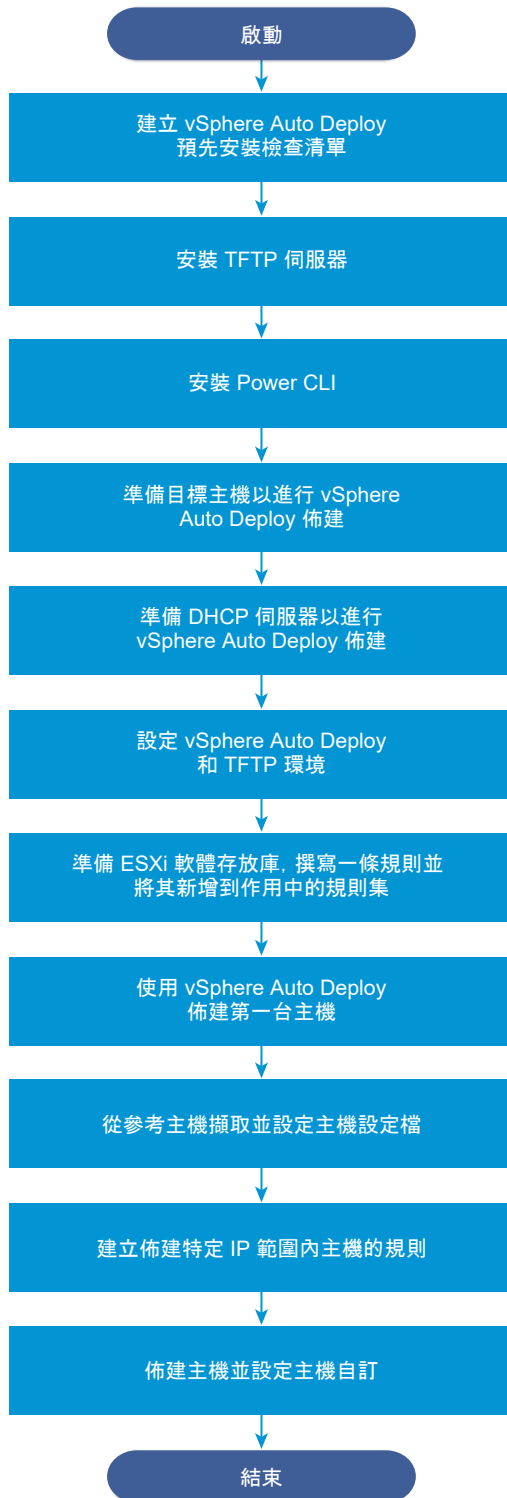 啟動
建立 vSphere Auto Deploy
預先安裝檢查清單
安裝 TFTP 伺服器
安裝 Power CLI
準備目標主機以進行 vSphere
Auto Deploy 佈建
準備 DHCP 伺服器以進行
vSphere Auto Deploy 佈建
設定 vSphere Auto Deploy
和 TFTP 環境
準備 ESXi 軟體存放庫，撰寫一條規則並
將其新增到作用中的規則集
使用 vSphere Auto Deploy
佈建第一台主機
從參考主機擷取並設定主機設定檔
建立佈建特定 IP 範圍內主機的規則
佈建主機並設定主機自訂
結束